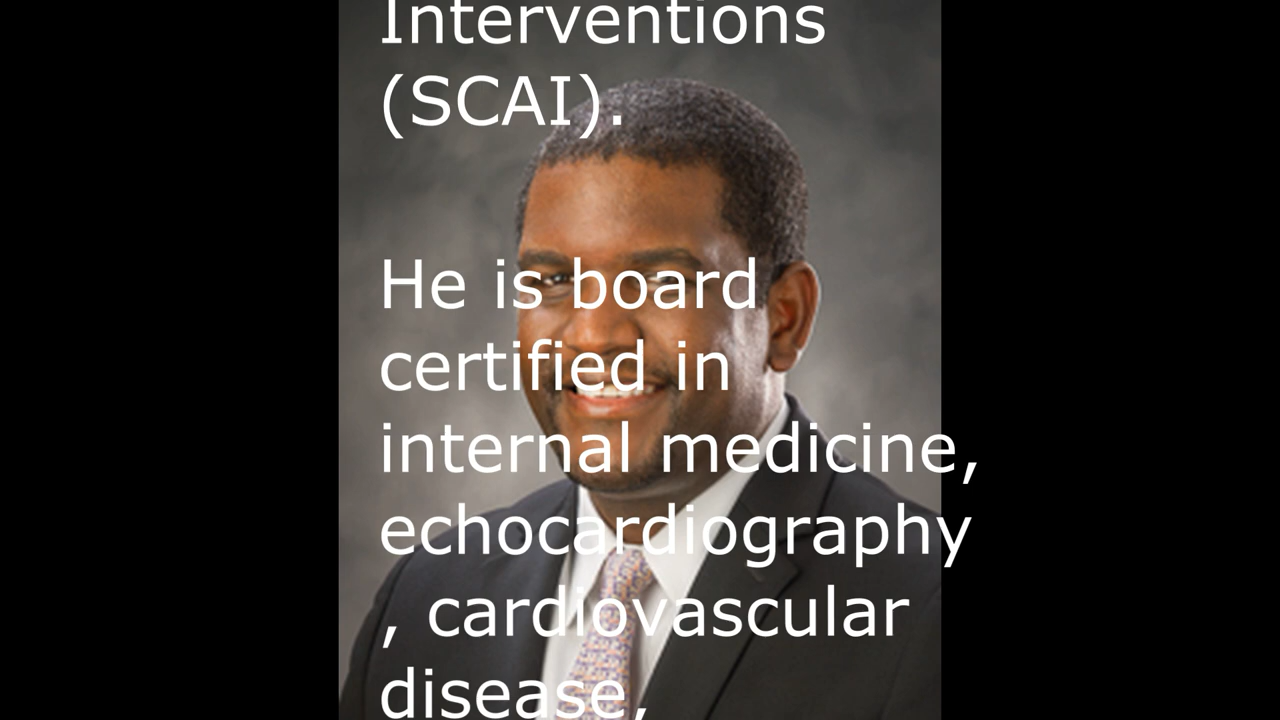 Interventions
(SCAI).
He is board
certified in
internal medicine,
echocardiography
, cardiovascular
disease,